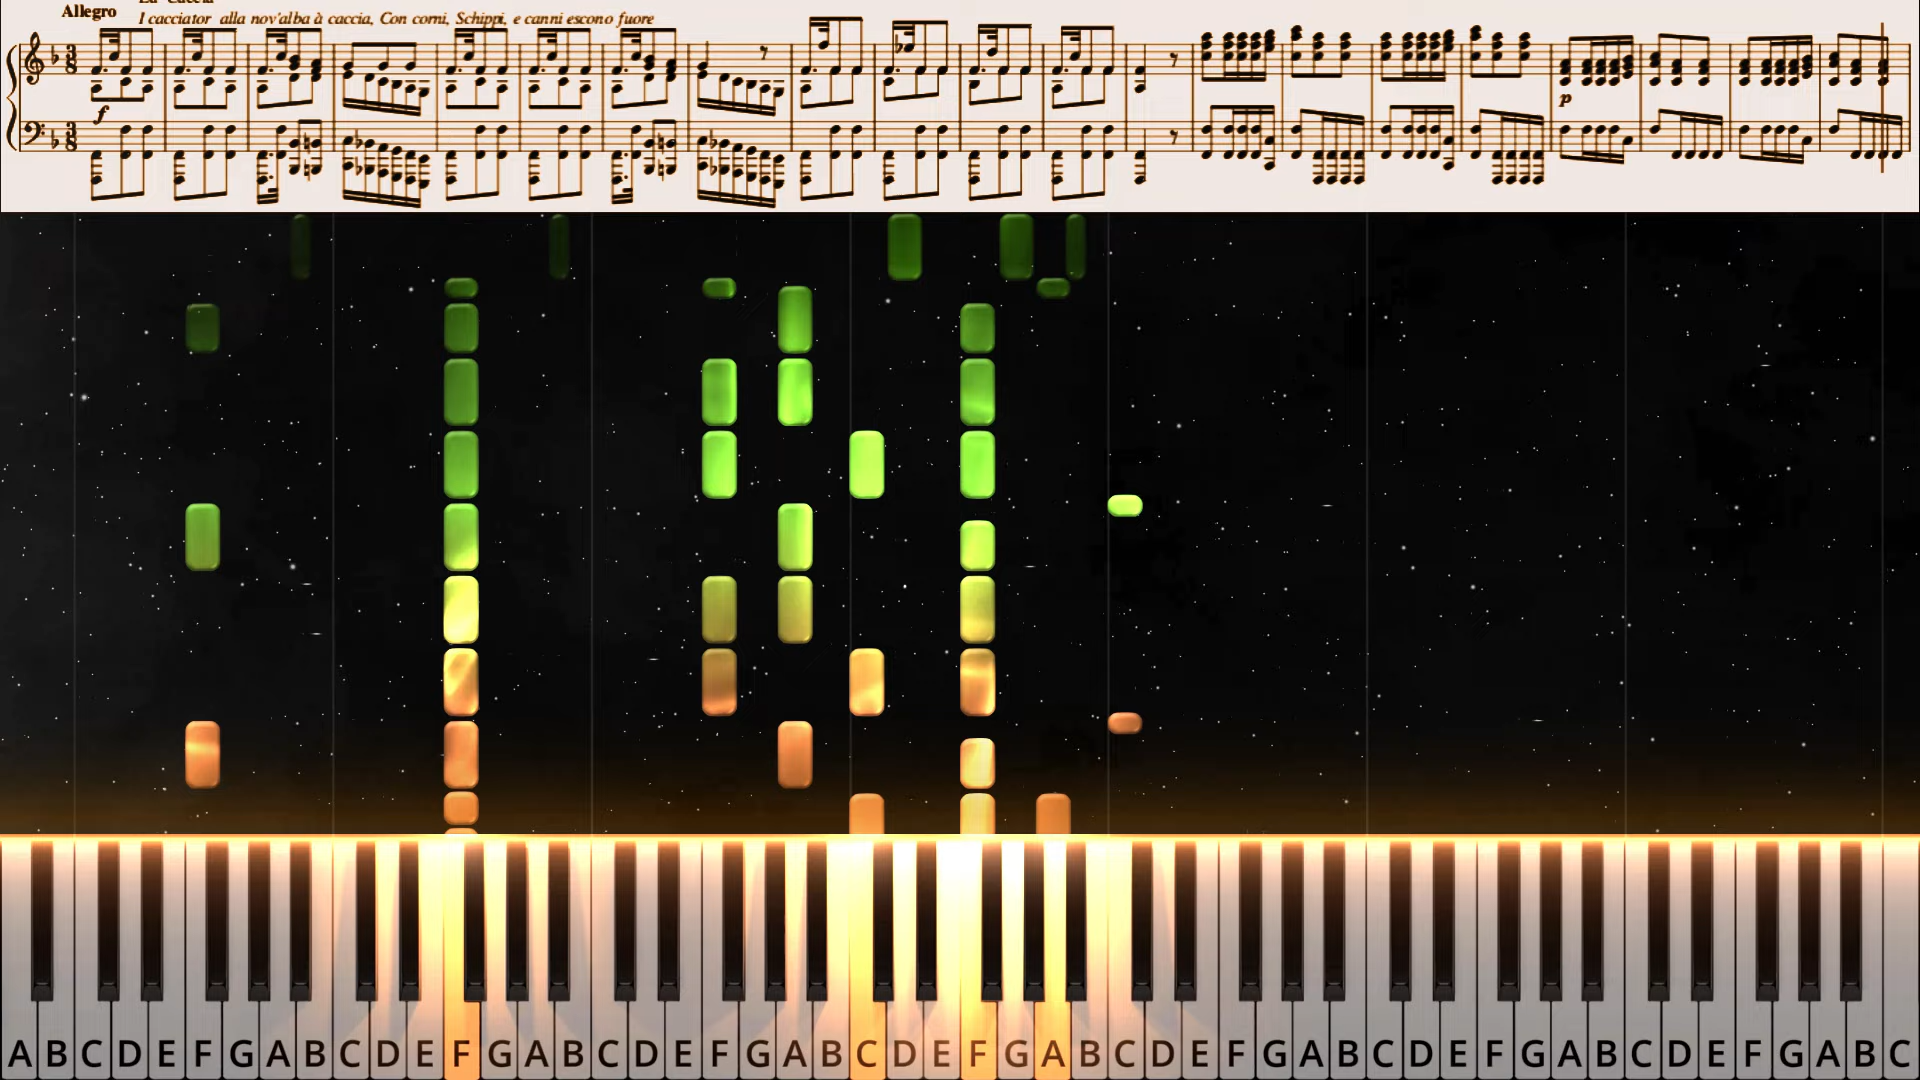 La Caccia
Allegro
I cacciator alla nov'alba à caccia, Con corni, Schippi, e canni escono fuore
f
p
A B C D E F G A B C D E F G A B C D E F G A B C D E F G A B C D E F G A B C D E F G A B C D E F G A B C